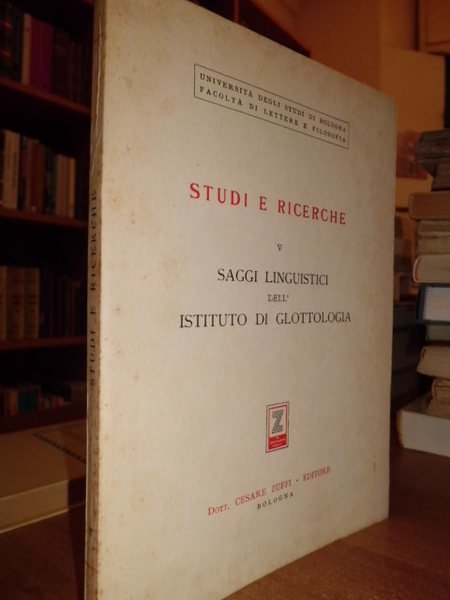 UNIVERSITÀ DEGLI STUDI DI BOLOGNA
FACOLTÀ DI LETTERE E FILOSOFIA
STUDI E RICERCHE
V
SAGGI LINGUISTICI
DELL'
ISTITUTO DI GLOTTOLOGIA
Z
DOTT. CESARE ZUFFI - EDITORE
BOLOGNA
STUDI E RICERCHE